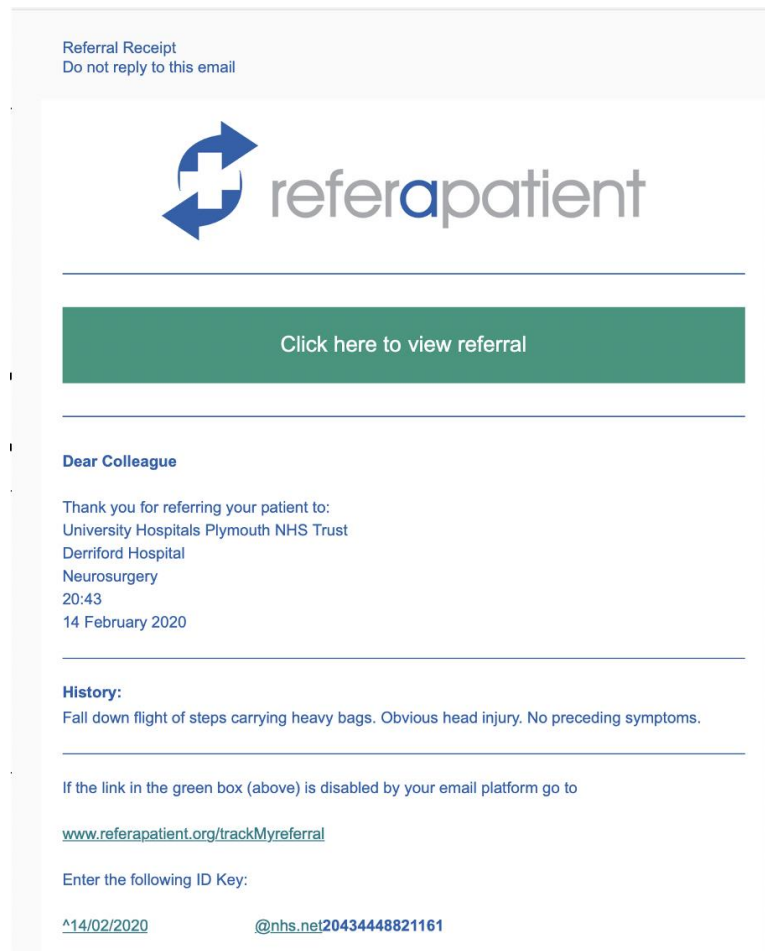 Referral Receipt
Do not reply to this email
referapatient
Click here to view referral
Dear Colleague
Thank you for referring your patient to:
University Hospitals Plymouth NHS Trust
Derriford Hospital
Neurosurgery
20:43
14 February 2020
History:
Fall down flight of steps carrying heavy bags. Obvious head injury. No preceding symptoms.
If the link in the green box (above) is disabled by your email platform go to
www.referapatient.org/trackMyreferral
Enter the following ID Key:
^14/02/2020 @nhs.net20434448821161